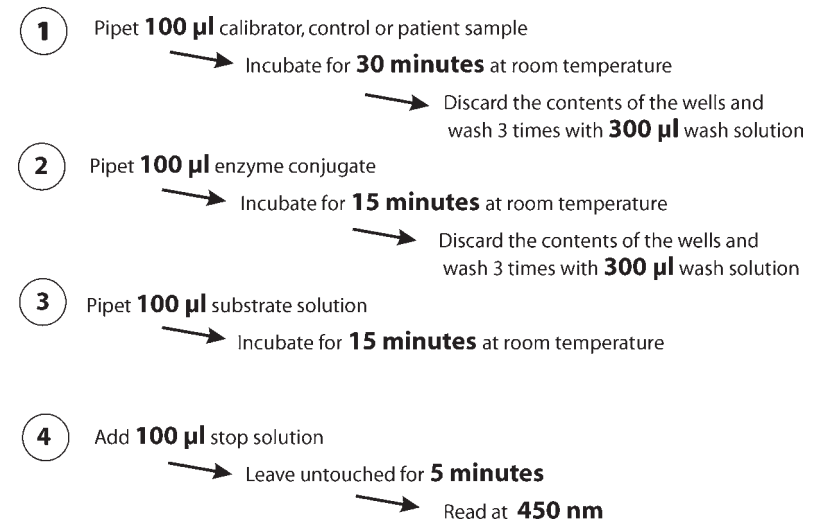 1 Pipet 100 µl calibrator, control or patient sample
Incubate for 30 minutes at room temperature
Discard the contents of the wells and
wash 3 times with 300 µl wash solution
2 Pipet 100 µl enzyme conjugate
Incubate for 15 minutes at room temperature
Discard the contents of the wells and
wash 3 times with 300 µl wash solution
3 Pipet 100 µl substrate solution
Incubate for 15 minutes at room temperature
4 Add 100 µl stop solution
Leave untouched for 5 minutes
Read at 450 nm